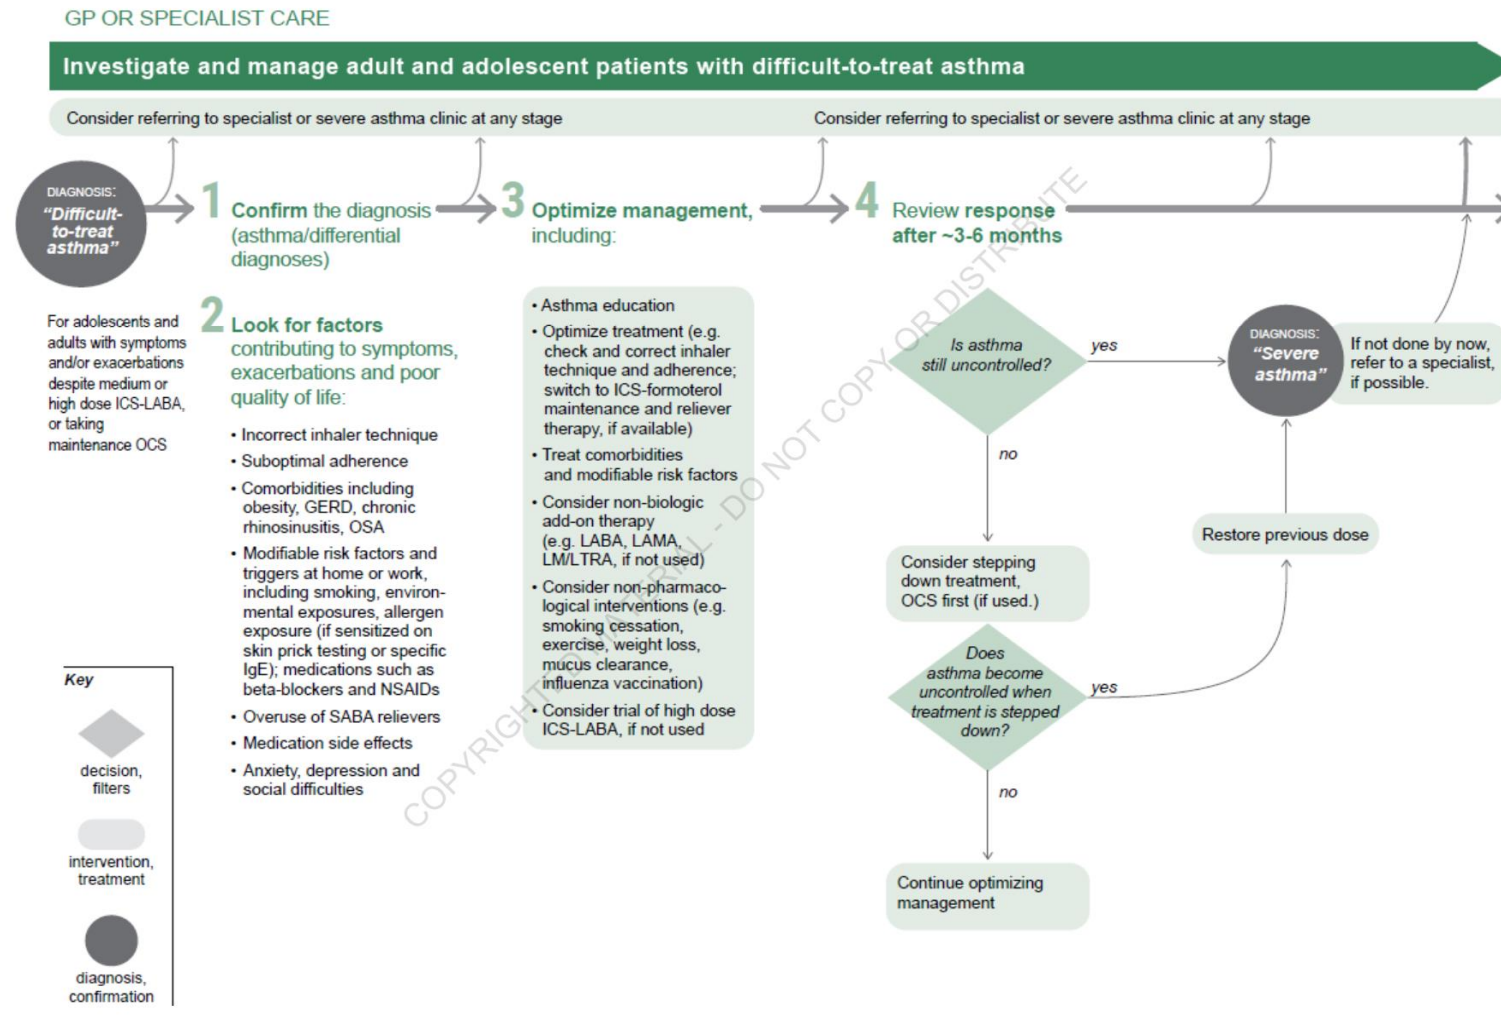 GP OR SPECIALIST CARE
Investigate and manage adult and adolescent patients with difficult-to-treat asthma
Consider referring to specialist or severe asthma clinic at any stage
Consider referring to specialist or severe asthma clinic at any stage
DIAGNOSIS:
“Difficult-
to-treat
asthma”
For adolescents and
adults with symptoms
and/or exacerbations
despite medium or
high dose ICS-LABA,
or taking
maintenance OCS
1 Confirm the diagnosis
(asthma/differential
diagnoses)
2 Look for factors
contributing to symptoms,
exacerbations and poor
quality of life:
• Incorrect inhaler technique
• Suboptimal adherence
• Comorbidities including
obesity, GERD, chronic
rhinosinusitis, OSA
• Modifiable risk factors and
triggers at home or work,
including smoking, environ-
mental exposures, allergen
exposure (if sensitized on
skin prick testing or specific
IgE); medications such as
beta-blockers and NSAIDs
• Overuse of SABA relievers
• Medication side effects
• Anxiety, depression and
social difficulties
3 Optimize management,
including:
• Asthma education
• Optimize treatment (e.g.
check and correct inhaler
technique and adherence;
switch to ICS-formoterol
maintenance and reliever
therapy, if available)
• Treat comorbidities
and modifiable risk factors
• Consider non-biologic
add-on therapy
(e.g. LABA, LAMA,
LM/LTRA, if not used)
• Consider non-pharmaco-
logical interventions (e.g.
smoking cessation,
exercise, weight loss,
mucus clearance,
influenza vaccination)
• Consider trial of high dose
ICS-LABA, if not used
4 Review response
after ~3-6 months
Is asthma
still uncontrolled?
yes
no
DIAGNOSIS:
“Severe
asthma”
If not done by now,
refer to a specialist,
if possible.
Restore previous dose
Consider stepping
down treatment,
OCS first (if used.)
Does
asthma become
uncontrolled when
treatment is stepped
down?
yes
no
Continue optimizing
management
Key
decision,
filters
intervention,
treatment
diagnosis,
confirmation
COPYRIGHTED MATERIAL - DO NOT COPY OR DISTRIBUTE